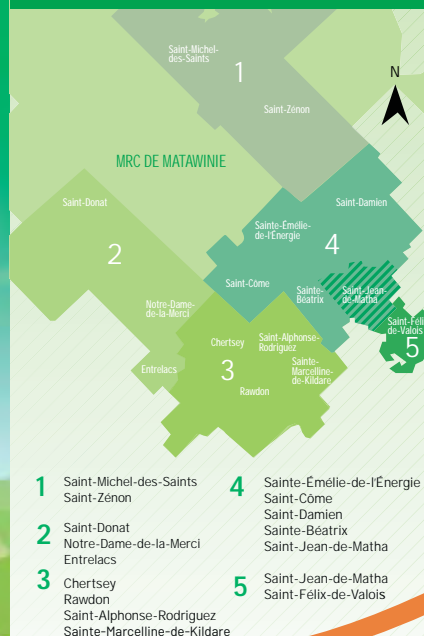 Saint-Michel-
des-Saints
1
Saint-Zénon
N
MRC DE MATAWINIE
Saint-Donat
2
Saint-Damien
Sainte-Émélie-
de-l'Énergie
4
Saint-Côme
Sainte-
Béatrix
Saint-Jean-
de-Matha
Notre-Dame-
de-la-Merci
Saint-Féli
de-Valois
5
Chertsey
Saint-Alphonse-
Rodriguez
Entrelacs
3
Sainte-
Marcelline-
de-Kildare
Rawdon
1
Saint-Michel-des-Saints
Saint-Zénon
2
Saint-Donat
Notre-Dame-de-la-Merci
Entrelacs
3
Chertsey
Rawdon
Saint-Alphonse-Rodriguez
Sainte-Marcelline-de-Kildare
4
Sainte-Émélie-de-l'Énergie
Saint-Côme
Saint-Damien
Sainte-Béatrix
Saint-Jean-de-Matha
5
Saint-Jean-de-Matha
Saint-Félix-de-Valois